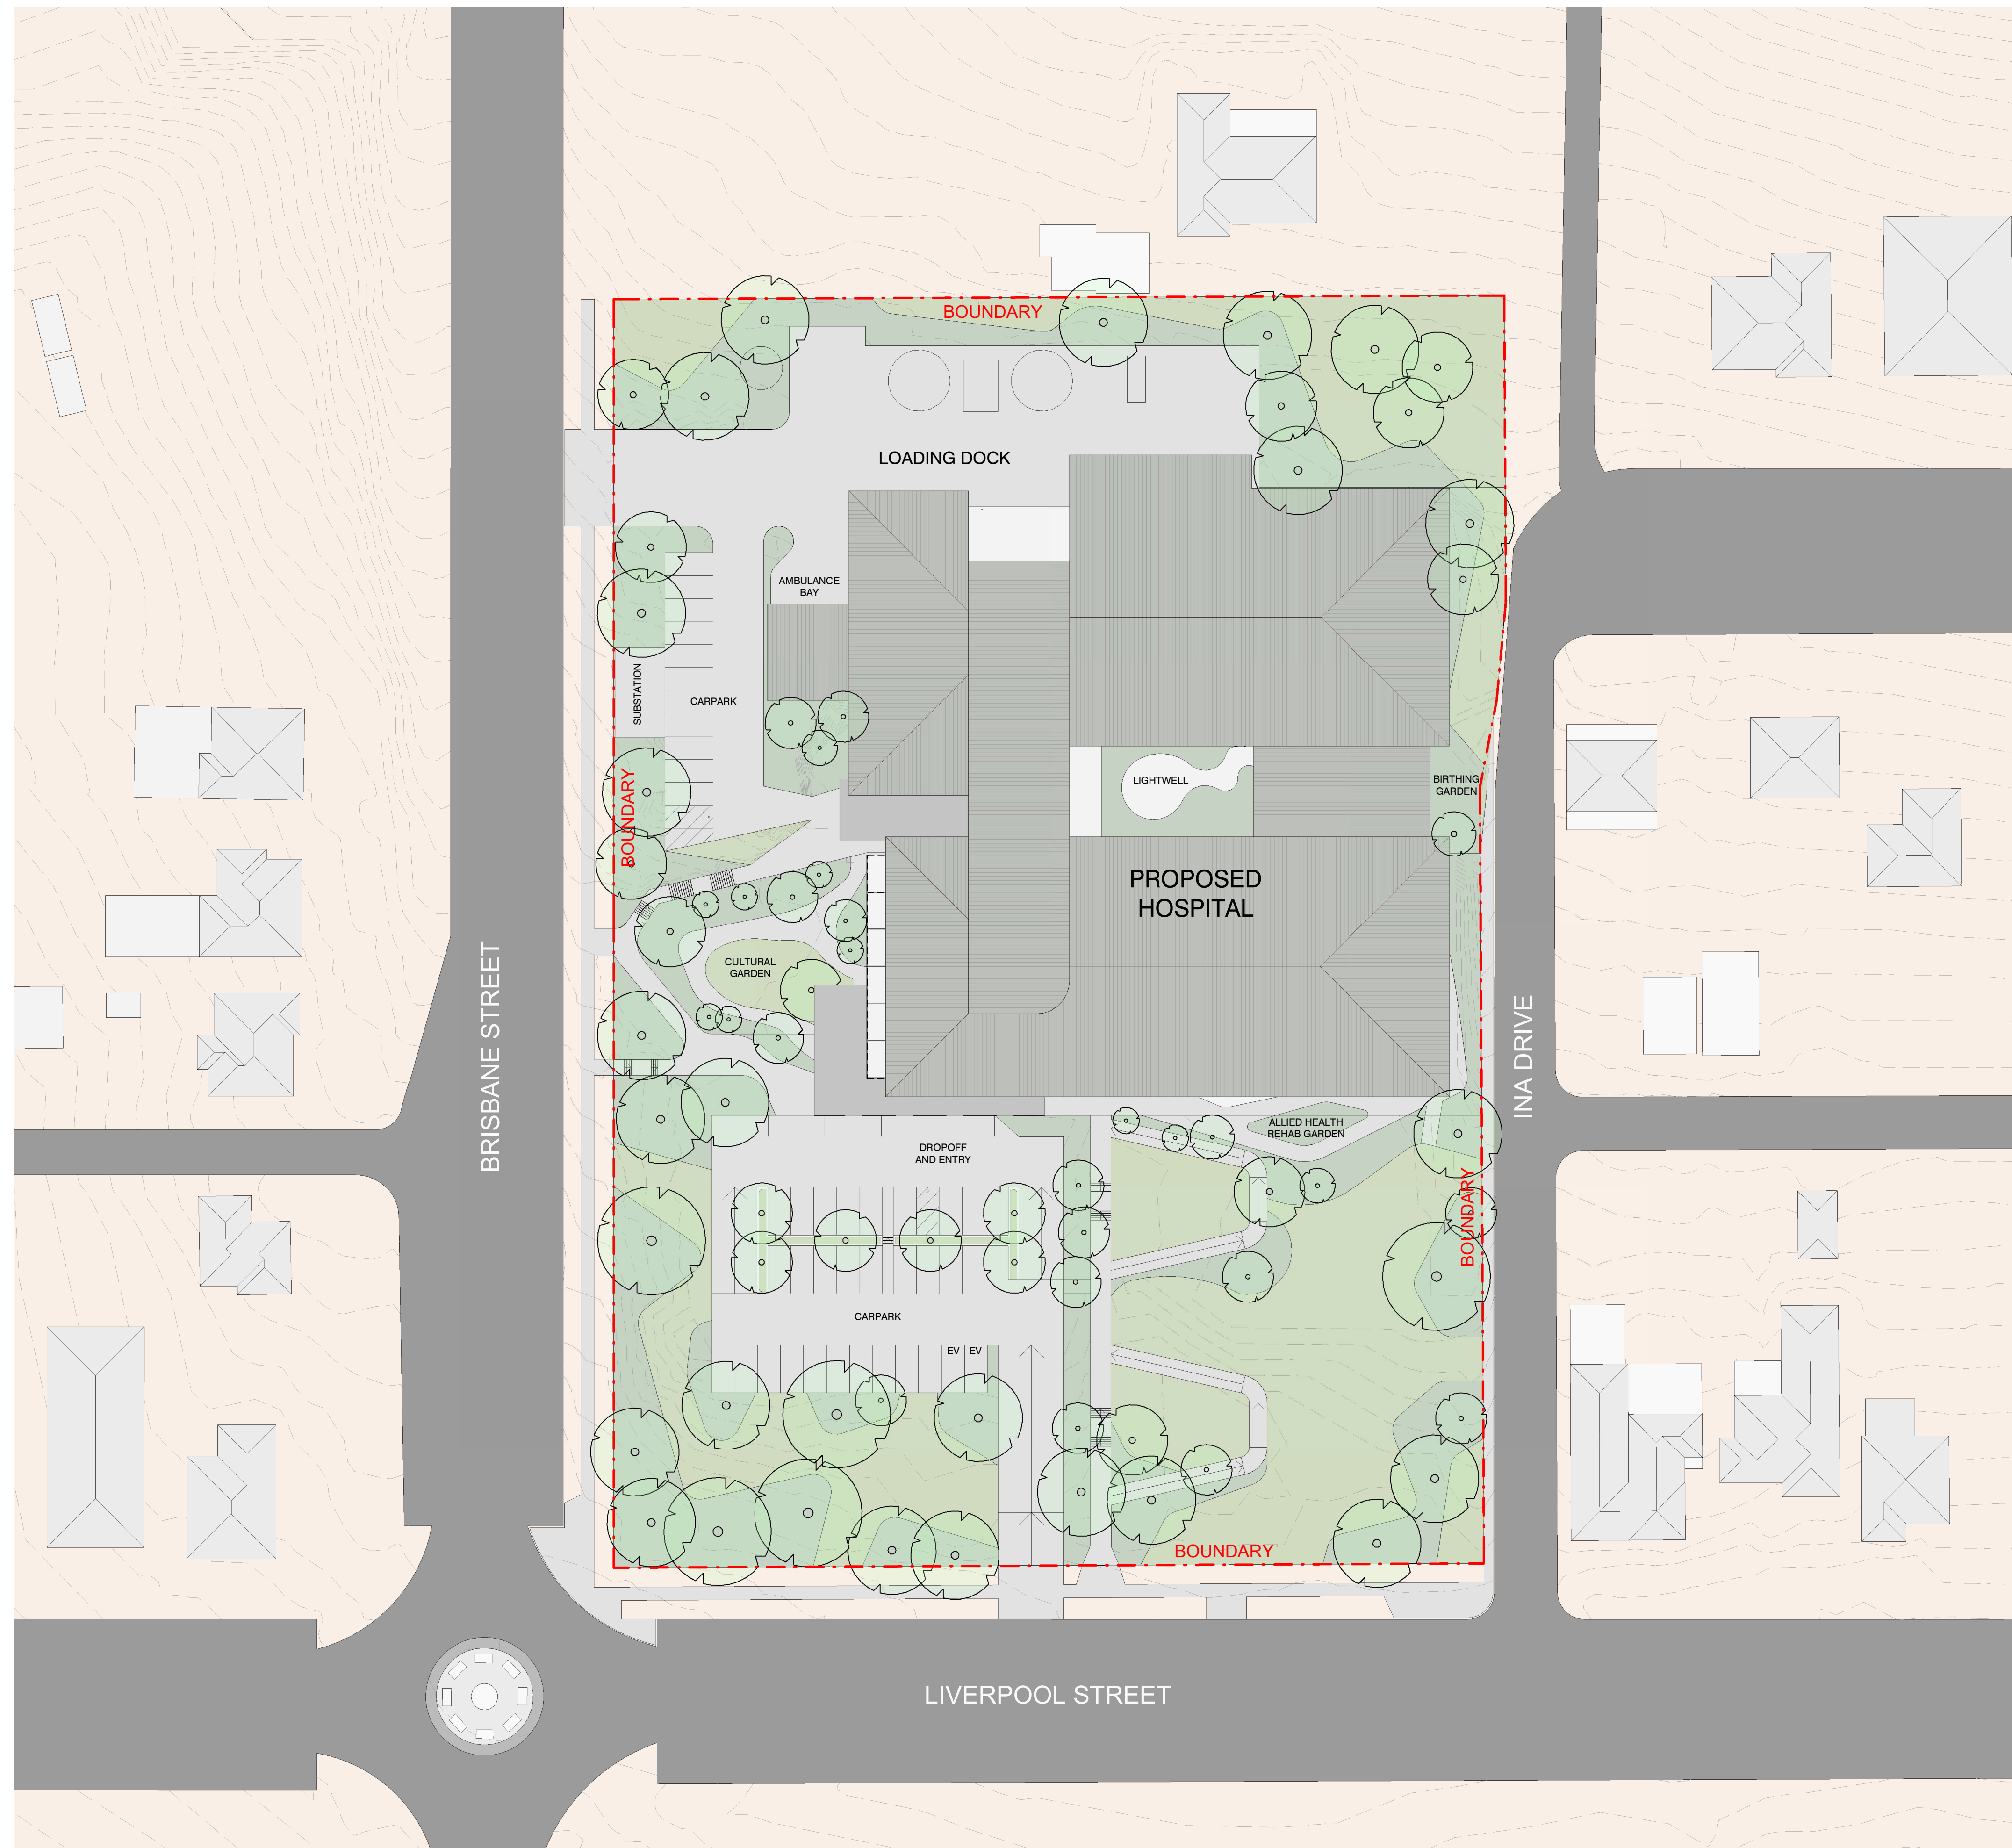 BOUNDARY
LOADING DOCK
AMBULANCE
BAY
SUBSTATION
CARPARK
BOUNDARY
LIGHTWELL
BIRTHING
GARDEN
PROPOSED
HOSPITAL
CULTURAL
GARDEN
BRISBANE STREET
INA DRIVE
ALLIED HEALTH
REHAB GARDEN
DROPOFF
AND ENTRY
BOUNDARY
CARPARK
EV EV
BOUNDARY
LIVERPOOL STREET